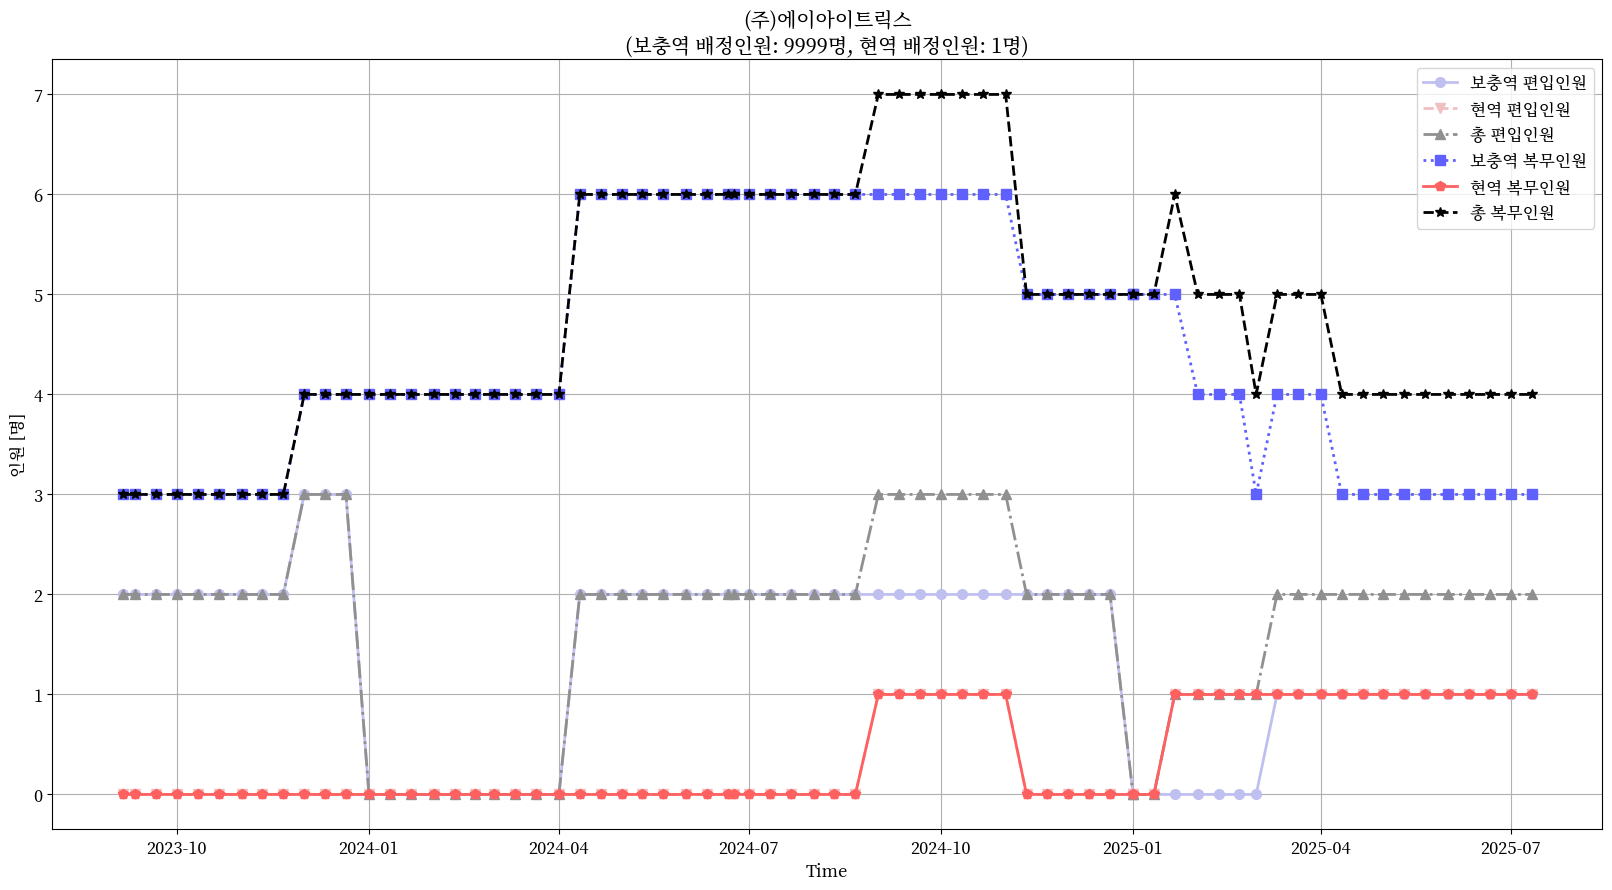 (주)에이아이트릭스
(보충역 배정인원: 9999명, 현역 배정인원: 1명)
보충역 편입인원
현역 편입인원
총 편입인원
보충역 복무인원
현역 복무인원
총 복무인원
인원 [명]
7
6
5
4
3
2
1
0
2023-10
2024-01
2024-04
2024-07
2024-10
2025-01
2025-04
2025-07
Time